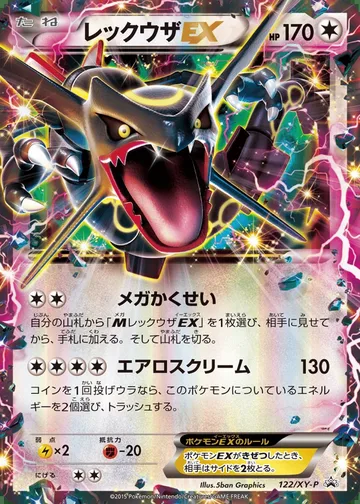 たね レックウザEX HP170
メガかくせい
自分の山札から「MレックウザEX」を1枚選び、相手に見せて
から、手札に加える。そして山札を切る。
エアロスクリーム 130
コインを1回投げウラなら、このポケモンについているエネル
ギーを2個選び、トラッシュする。
弱点 ×2 抵抗力 -20
にげる
ポケモンEXのルール
ポケモンEXがきぜつしたとき、
相手はサイドを2枚とる。
Illus.5ban Graphics 122/XY-P
©2015 Pokémon/Nintendo/Creatures/GAME FREAK